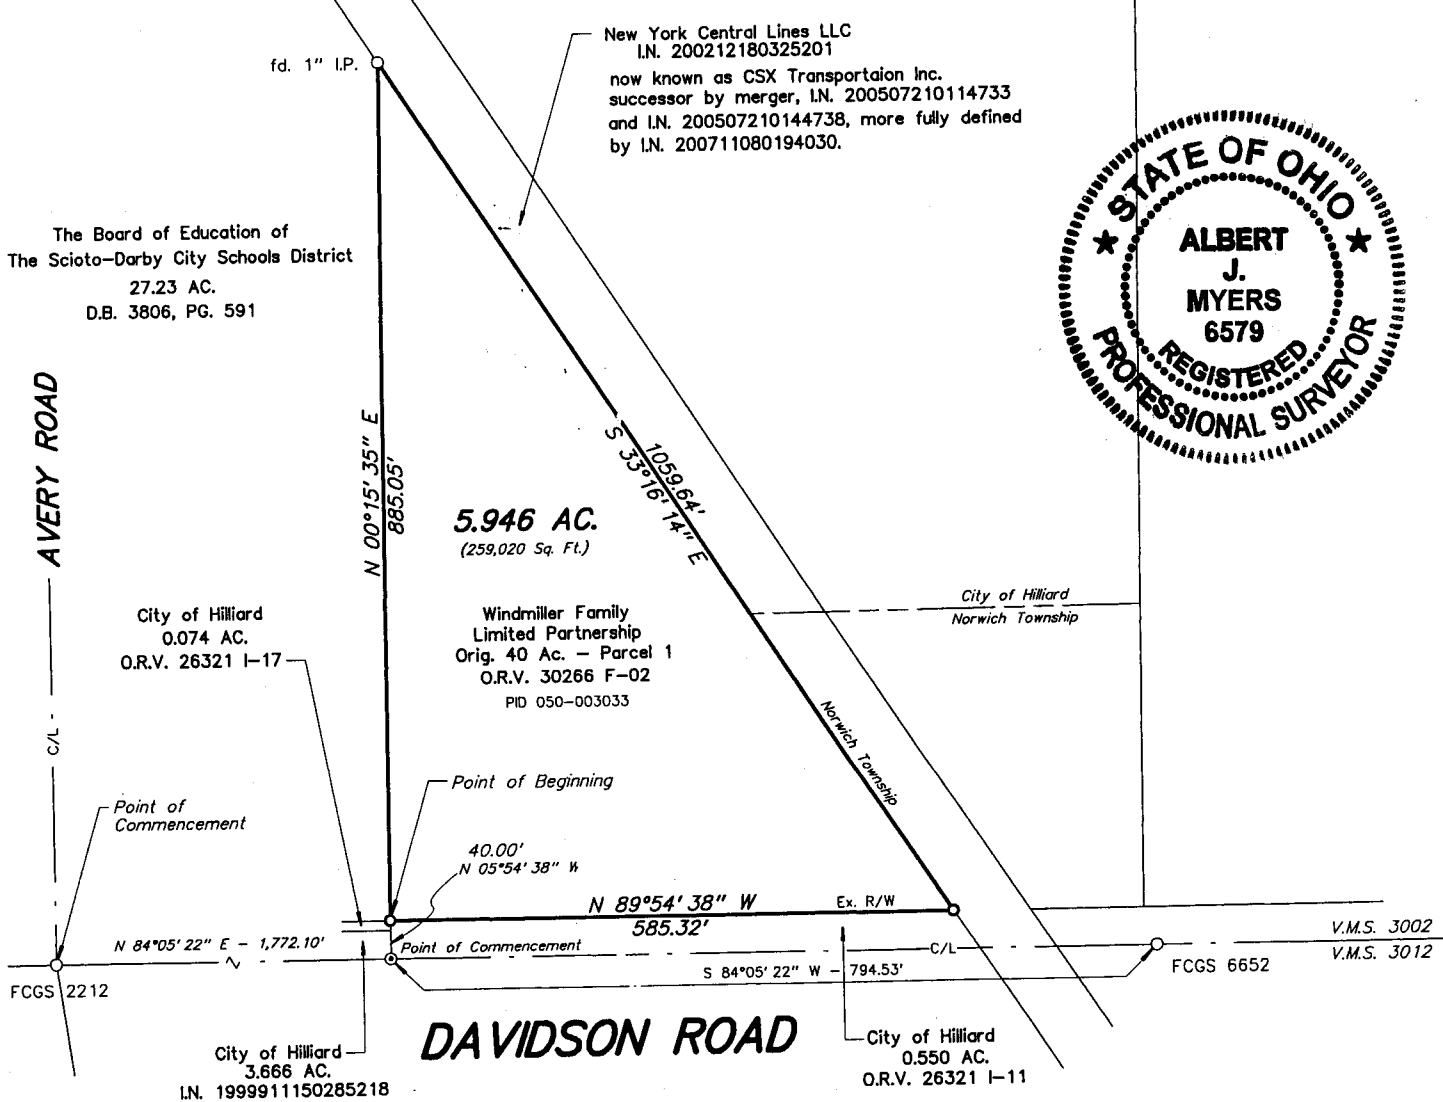 fd. 1" I.P.
New York Central Lines LLC
I.N. 200212180325201
now known as CSX Transportaion Inc.
successor by merger, I.N. 200507210114733
and I.N. 200507210144738, more fully defined
by I.N. 200711080194030.
STATE OF OHIO
ALBERT
J.
MYERS
6579
REGISTERED
PROFESSIONAL SURVEYOR
The Board of Education of
The Scioto-Darby City Schools District
27.23 AC.
D.B. 3806, PG. 591
AVERY ROAD
C/L
N 00°15'35" E
885.05'
1059.64'
S 33°16'14" E
5.946 AC.
(259,020 Sq. Ft.)
City of Hilliard
Norwich Township
City of Hilliard
0.074 AC.
O.R.V. 26321 I-17
Windmiller Family
Limited Partnership
Orig. 40 Ac. - Parcel 1
O.R.V. 30266 F-02
PID 050-003033
Norwich Township
Point of Beginning
Point of
Commencement
40.00'
N 05°54'38" W
N 89°54'38" W
Ex. R/W
585.32'
N 84°05'22" E - 1,772.10'
Point of Commencement
C/L
V.M.S. 3002
V.M.S. 3012
S 84°05'22" W - 794.53'
FCGS 6652
FCGS 2212
DAVIDSON ROAD
City of Hilliard
3.666 AC.
I.N. 1999911150285218
City of Hilliard
0.550 AC.
O.R.V. 26321 I-11